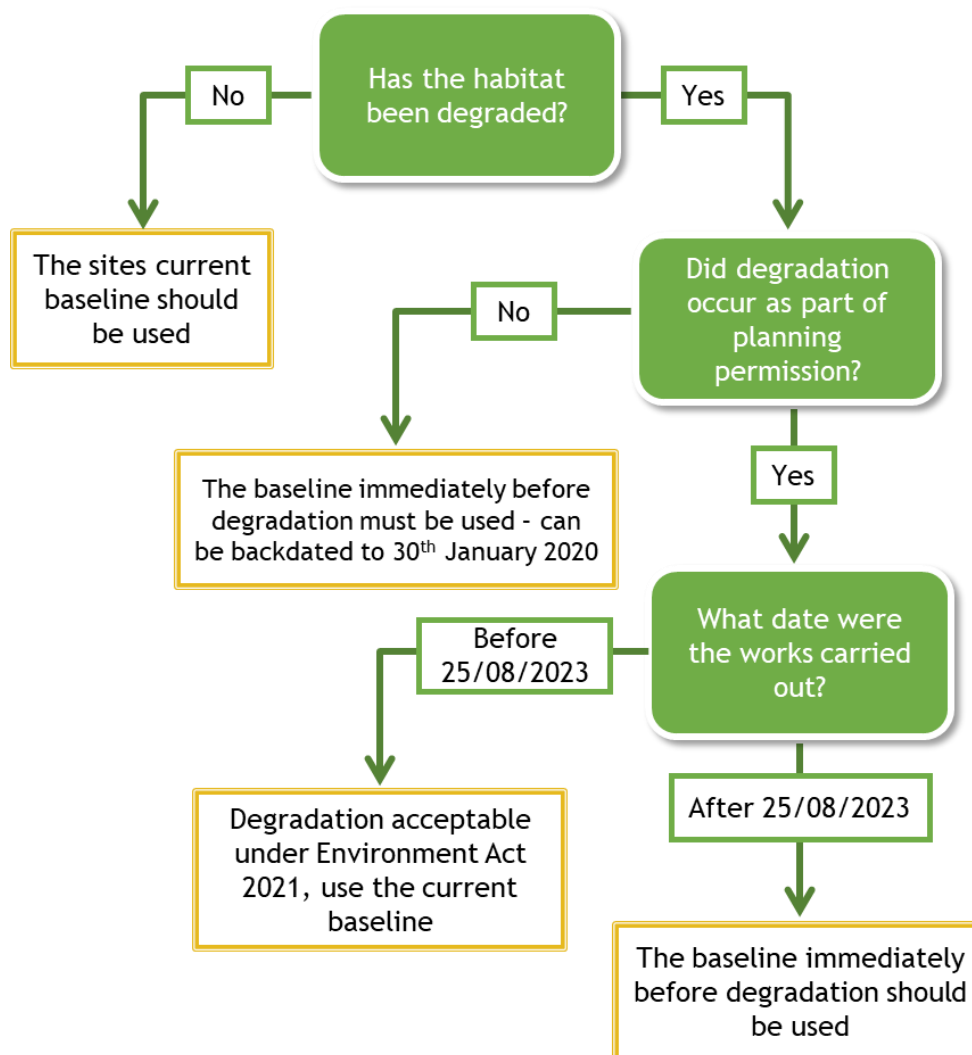 Has the habitat
been degraded?
No
Yes
The sites current
baseline should
be used
Did degradation
occur as part of
planning
permission?
No
Yes
The baseline immediately before
degradation must be used - can
be backdated to 30th January 2020
What date were
the works carried
out?
Before
25/08/2023
After 25/08/2023
Degradation acceptable
under Environment Act
2021, use the current
baseline
The baseline immediately
before degradation should
be used